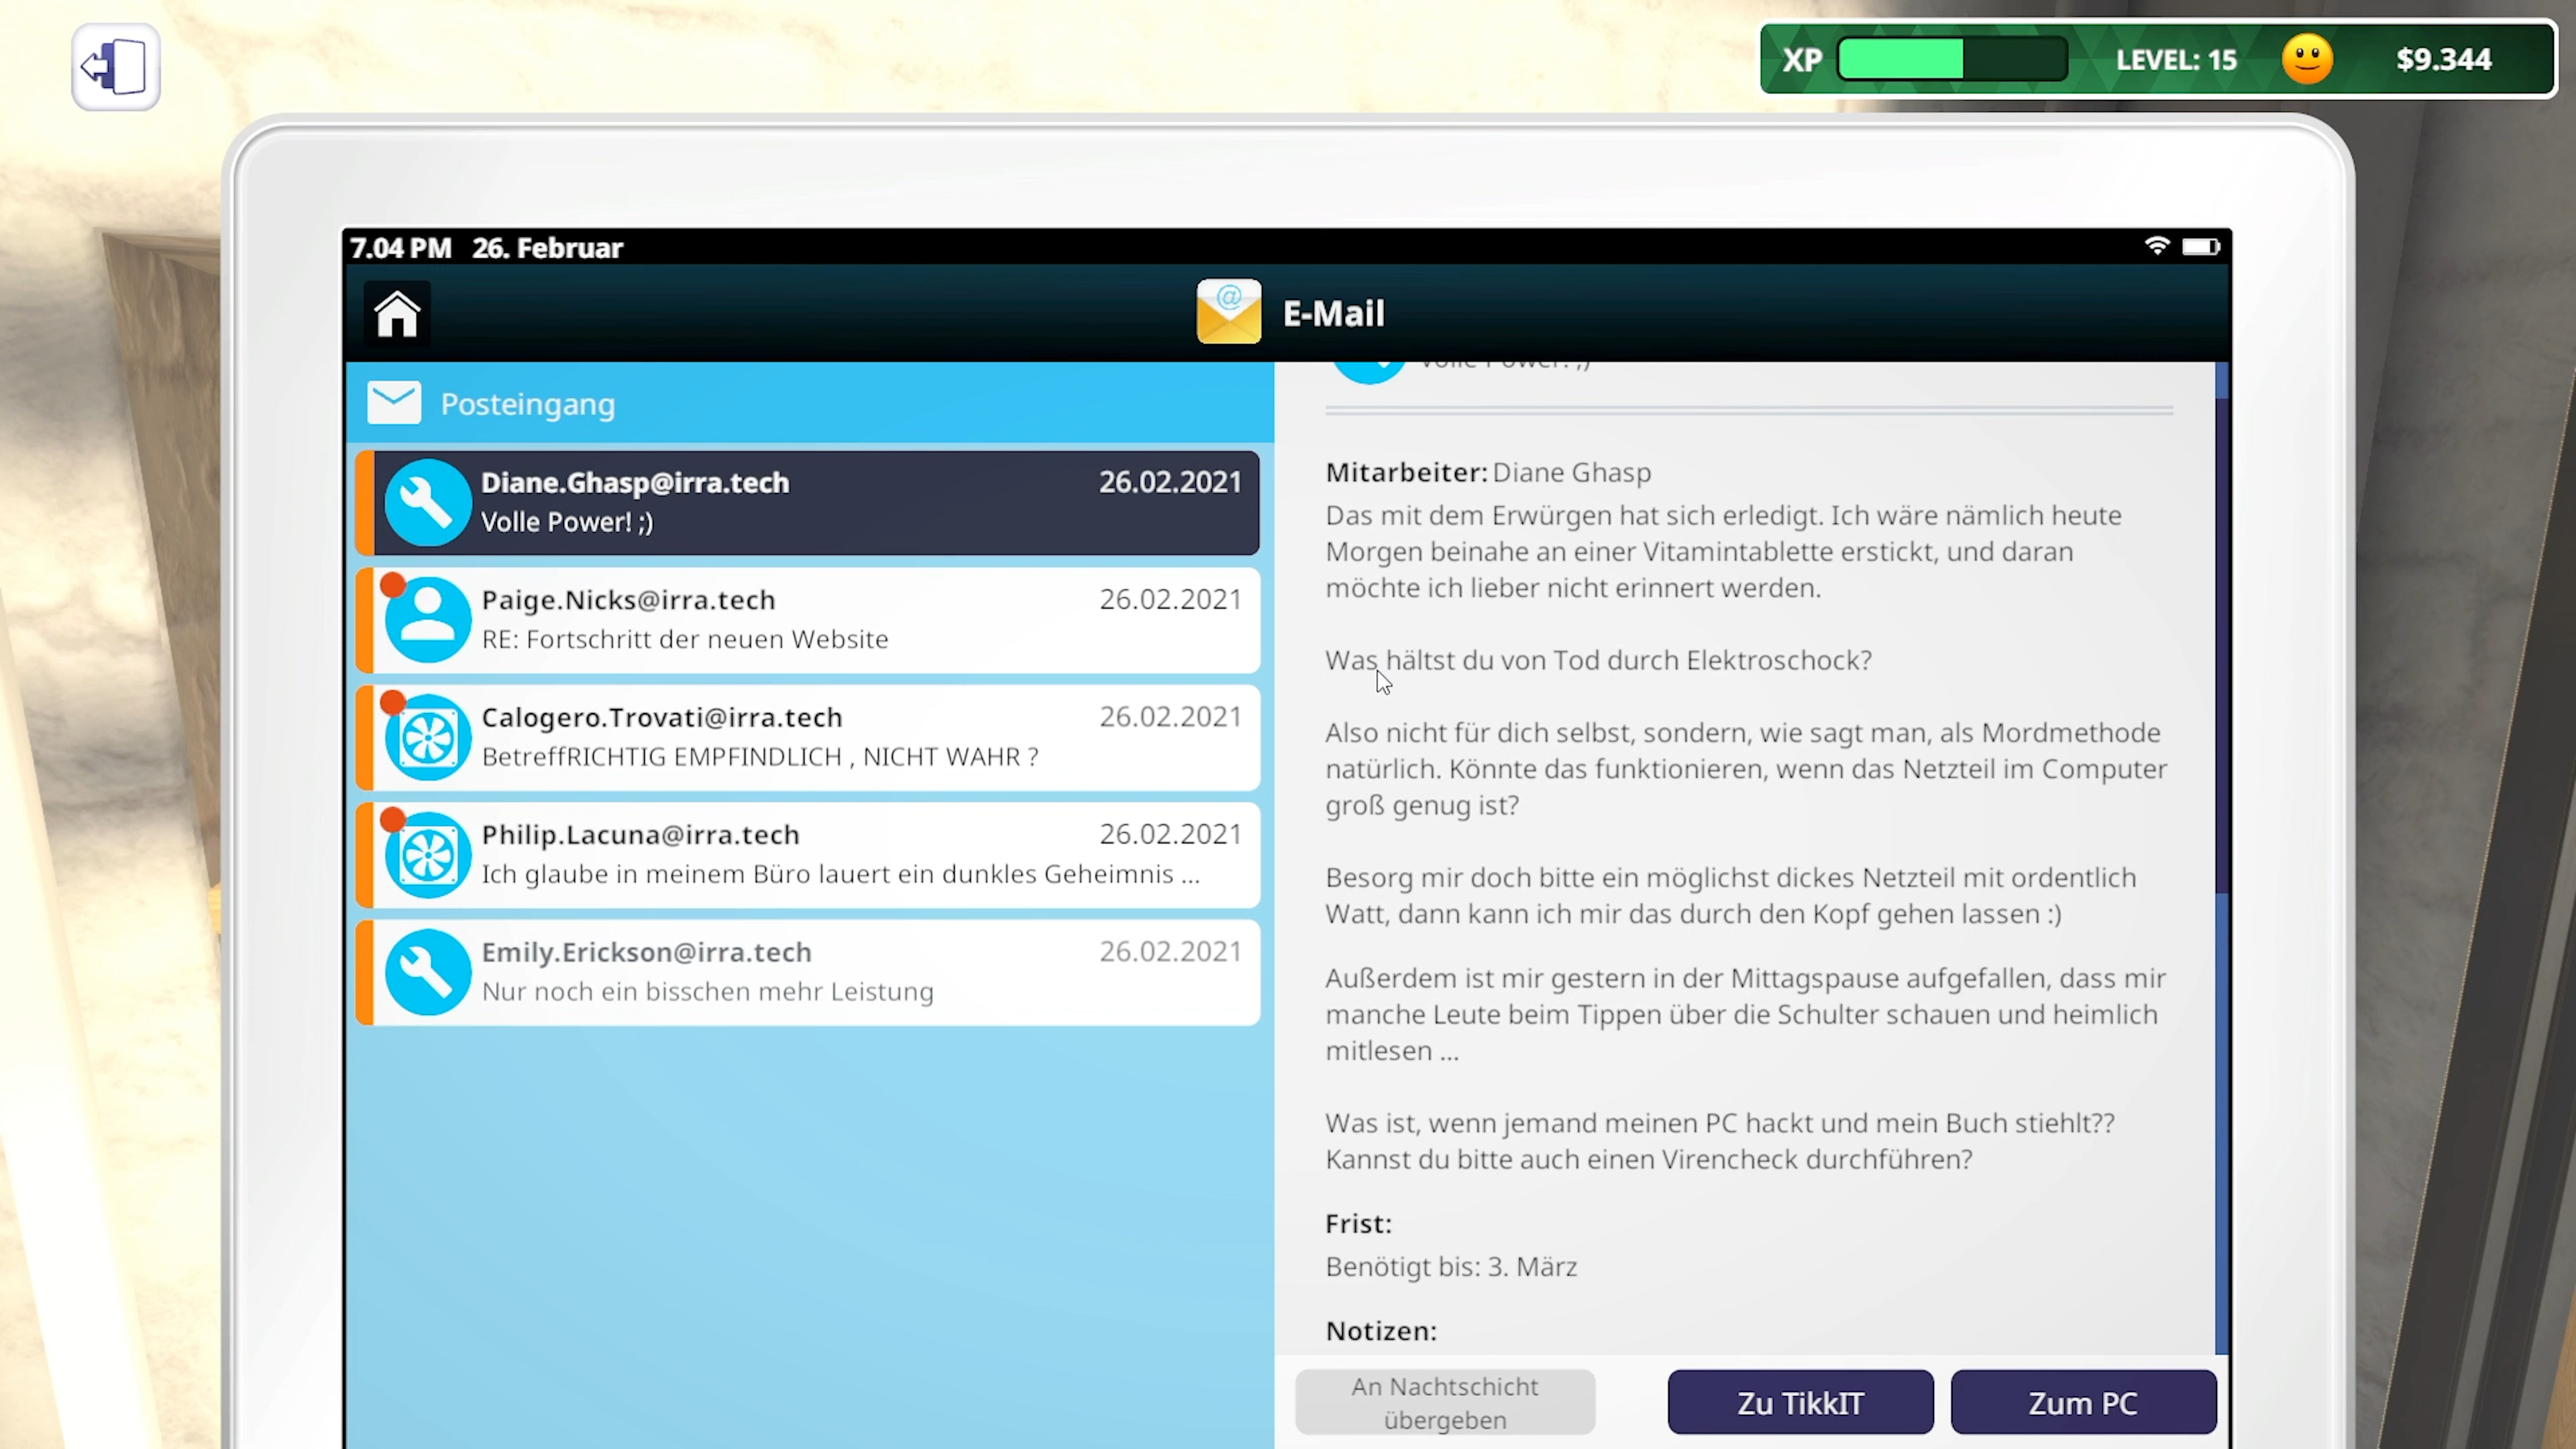 XP
LEVEL: 15
$9.344
7.04 PM 26. Februar
E-Mail
Posteingang
Diane.Ghasp@irra.tech 26.02.2021
Volle Power! ;)
Paige.Nicks@irra.tech 26.02.2021
RE: Fortschritt der neuen Website
Calogero.Trovati@irra.tech 26.02.2021
BetreffRICHTIG EMPFINDLICH , NICHT WAHR ?
Philip.Lacuna@irra.tech 26.02.2021
Ich glaube in meinem Büro lauert ein dunkles Geheimnis ...
Emily.Erickson@irra.tech 26.02.2021
Nur noch ein bisschen mehr Leistung
Volle Power! ;)
Mitarbeiter: Diane Ghasp
Das mit dem Erwürgen hat sich erledigt. Ich wäre nämlich heute
Morgen beinahe an einer Vitamintablette erstickt, und daran
möchte ich lieber nicht erinnert werden.
Was hältst du von Tod durch Elektroschock?
Also nicht für dich selbst, sondern, wie sagt man, als Mordmethode
natürlich. Könnte das funktionieren, wenn das Netzteil im Computer
groß genug ist?
Besorg mir doch bitte ein möglichst dickes Netzteil mit ordentlich
Watt, dann kann ich mir das durch den Kopf gehen lassen :)
Außerdem ist mir gestern in der Mittagspause aufgefallen, dass mir
manche Leute beim Tippen über die Schulter schauen und heimlich
mitlesen ...
Was ist, wenn jemand meinen PC hackt und mein Buch stiehlt??
Kannst du bitte auch einen Virencheck durchführen?
Frist:
Benötigt bis: 3. März
Notizen:
An Nachtschicht
übergeben
Zu TikkIT
Zum PC